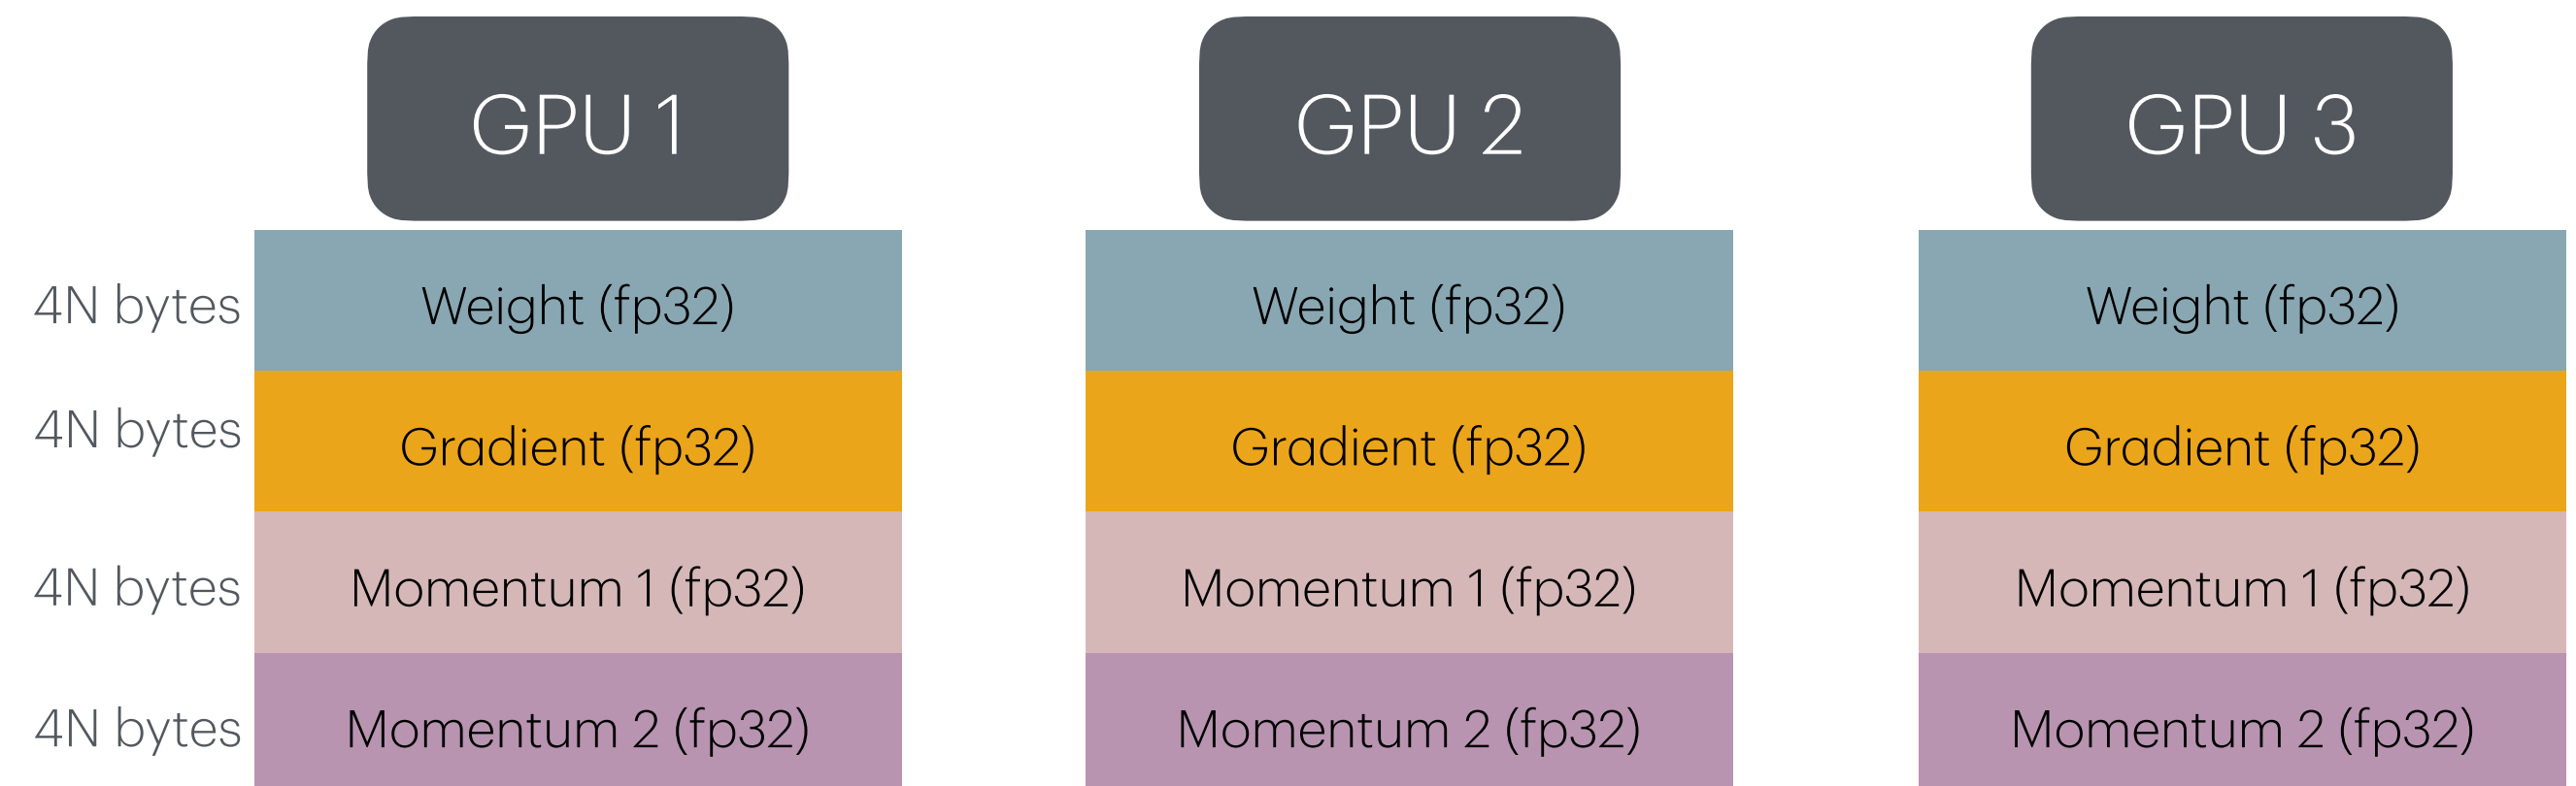 GPU 1 GPU 2 GPU 3
4N bytes Weight (fp32) Weight (fp32) Weight (fp32)
4N bytes Gradient (fp32) Gradient (fp32) Gradient (fp32)
4N bytes Momentum 1 (fp32) Momentum 1 (fp32) Momentum 1 (fp32)
4N bytes Momentum 2 (fp32) Momentum 2 (fp32) Momentum 2 (fp32)